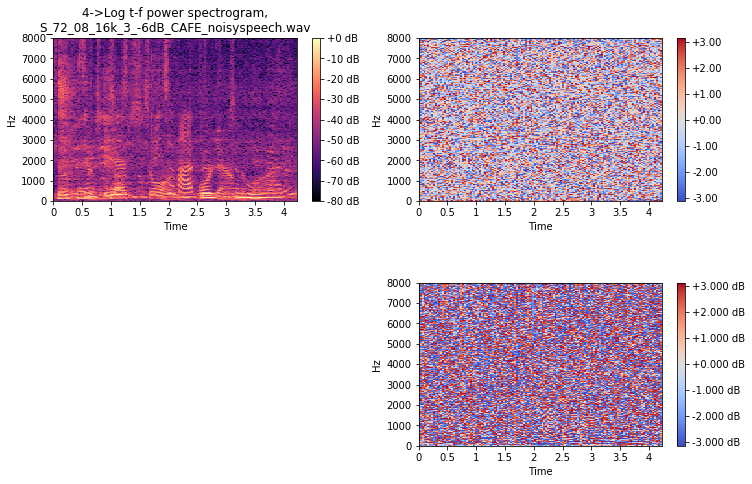 4->Log t-f power spectrogram,
S_72_08_16k_3_-6dB_CAFE_noisyspeech.wav
8000
7000
6000
5000
4000
3000
2000
1000
0
Hz
0 0.5 1 1.5 2 2.5 3 3.5 4
Time
+0 dB
-10 dB
-20 dB
-30 dB
-40 dB
-50 dB
-60 dB
-70 dB
-80 dB
8000
7000
6000
5000
4000
3000
2000
1000
0
Hz
0 0.5 1 1.5 2 2.5 3 3.5 4
Time
+3.00
+2.00
+1.00
+0.00
-1.00
-2.00
-3.00
8000
7000
6000
5000
4000
3000
2000
1000
0
Hz
0 0.5 1 1.5 2 2.5 3 3.5 4
Time
+3.000 dB
+2.000 dB
+1.000 dB
+0.000 dB
-1.000 dB
-2.000 dB
-3.000 dB